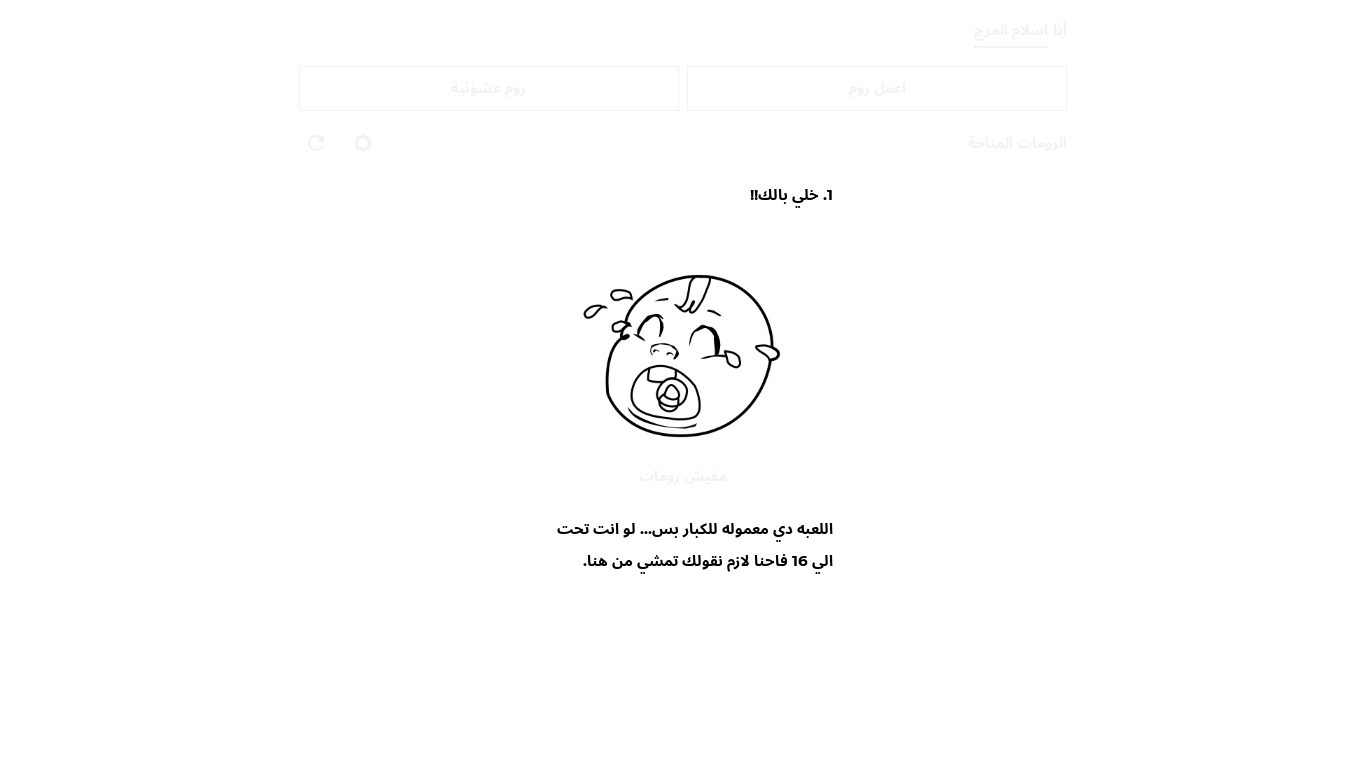 أنا اسلام المرج
اعمل روم
روم عشوئية
الرومات المتاحة
1. خلي بالك!!
مفيش رومات
اللعبه دي معموله للكبار بس... لو انت تحت
الي 16 فاحنا لازم نقولك تمشي من هنا.